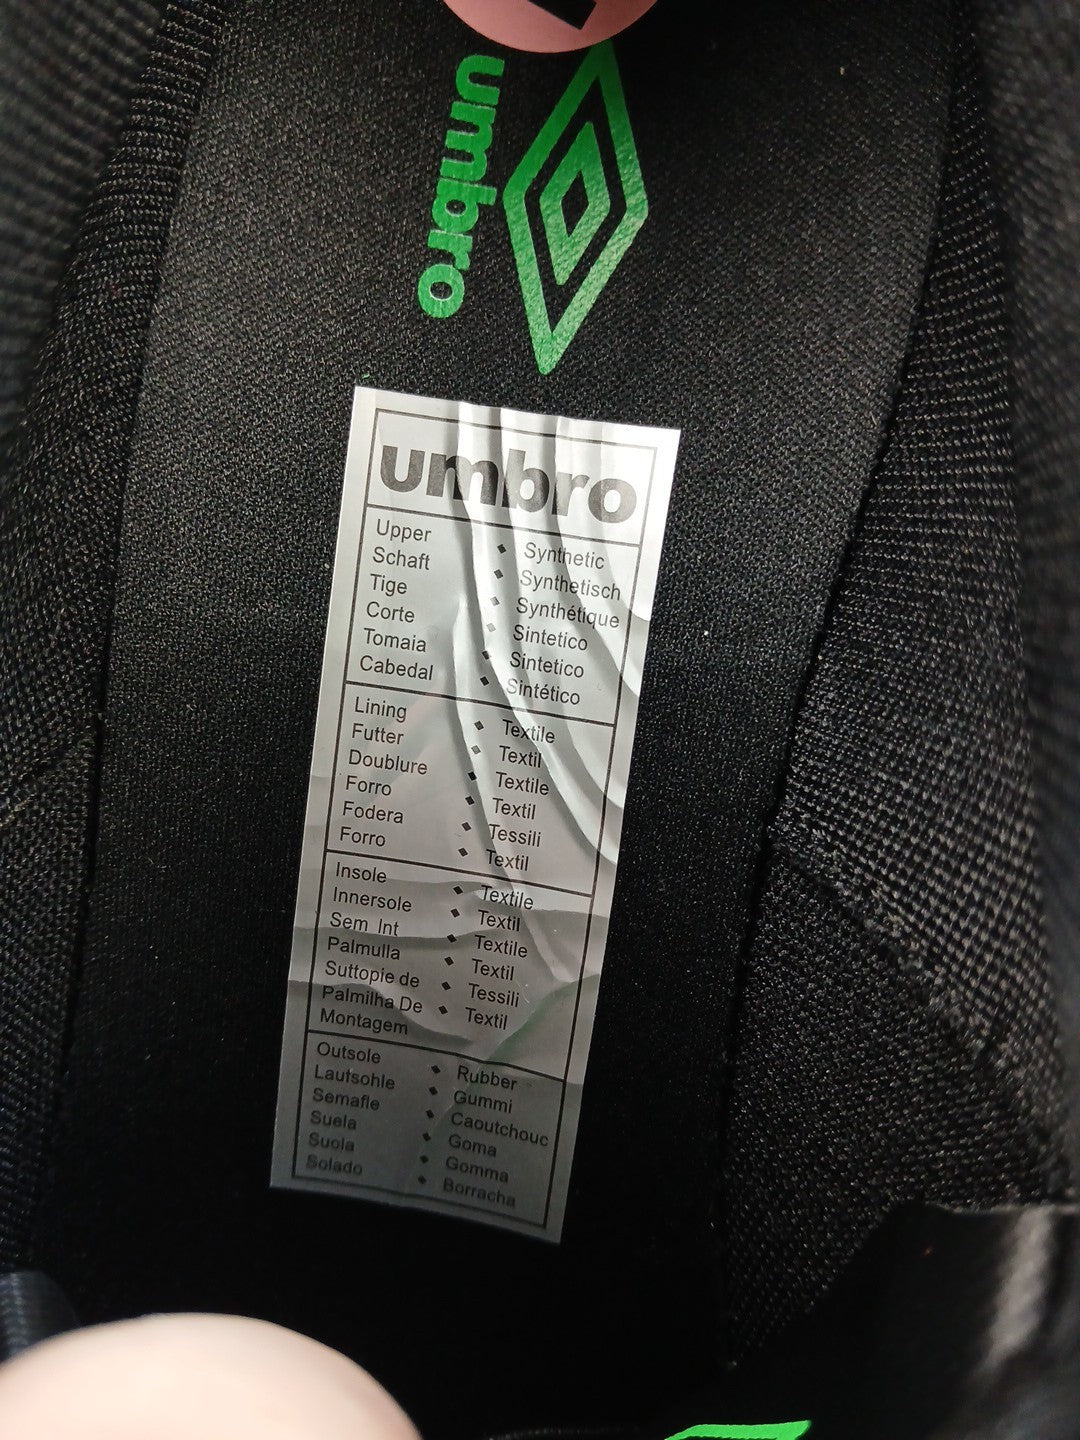 umbro
umbro
Upper ◆ Synthetic
Schaft ◆ Synthetisch
Tige ◆ Synthétique
Corte ◆ Sintetico
Tomaia ◆ Sintetico
Cabedal ◆ Sintético
Lining ◆ Textile
Futter ◆ Textil
Doublure ◆ Textile
Forro ◆ Textil
Fodera ◆ Tessili
Forro ◆ Textil
Insole ◆ Textile
Innersole ◆ Textil
Sem Int ◆ Textile
Palmulla ◆ Textil
Suttopie de ◆ Tessili
Palmilha De ◆ Textil
Montagem
Outsole ◆ Rubber
Lautsohle ◆ Gummi
Semafle ◆ Caoutchouc
Suela ◆ Goma
Suola ◆ Gomma
Solado ◆ Borracha